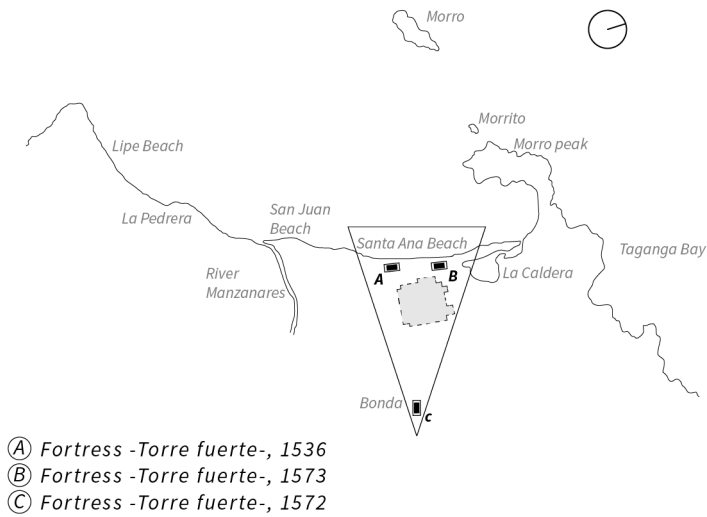 Morro
Morrito
Morro peak
Lipe Beach
La Pedrera
San Juan
Beach
Santa Ana Beach
Taganga Bay
La Caldera
River
Manzanares
A
B
Bonda
C
A Fortress -Torre fuerte-, 1536
B Fortress -Torre fuerte-, 1573
C Fortress -Torre fuerte-, 1572